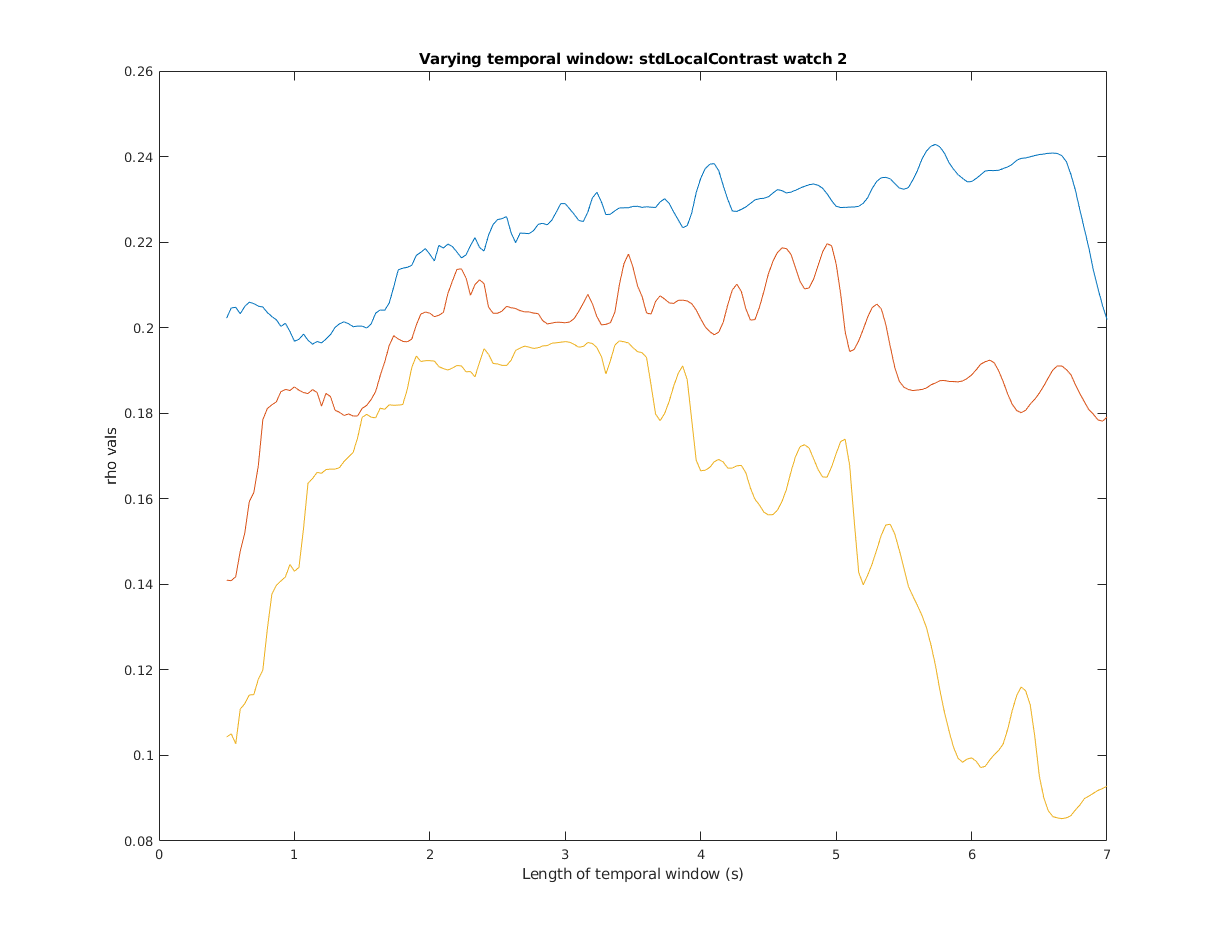 Varying temporal window: stdLocalContrast watch 2
0.26
0.24
0.22
0.2
0.18
0.16
0.14
0.12
0.1
0.08
rho vals
0 1 2 3 4 5 6 7
Length of temporal window (s)